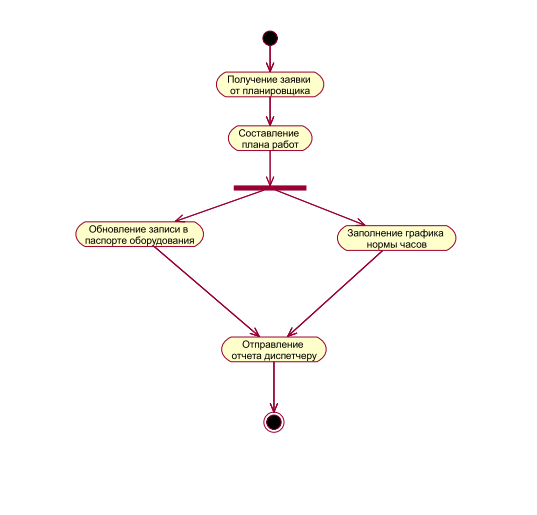 Получение заявки
от планировщика
Составление
плана работ
Обновление записи в
паспорте оборудования
Заполнение графика
нормы часов
Отправление
отчета диспетчеру